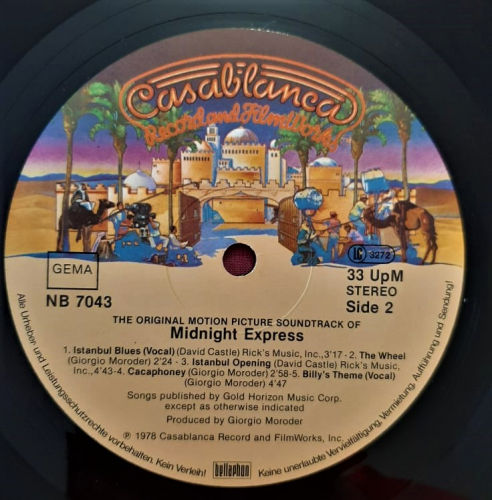 Casablanca
Record and FilmWorks
GEMA
NB 7043
LC 3272
33 UpM
STEREO
Side 2
THE ORIGINAL MOTION PICTURE SOUNDTRACK OF
Midnight Express
1. Istanbul Blues (Vocal) (David Castle) Rick's Music, Inc.,3'17 - 2. The Wheel
(Giorgio Moroder) 2'24 - 3. Istanbul Opening (David Castle) Rick's Music,
Inc.,4'43-4. Cacaphoney (Giorgio Moroder) 2'58-5. Billy's Theme (Vocal)
(Giorgio Moroder) 4'47
Songs published by Gold Horizon Music Corp.
except as otherwise indicated
Produced by Giorgio Moroder
℗ 1978 Casablanca Record and FilmWorks, Inc.
bellaphon
Alle Urheber- und Leistungsschutzrechte vorbehalten. Kein Verleih! Keine unerlaubte Vervielfältigung, Vermietung, Aufführung und Sendung!